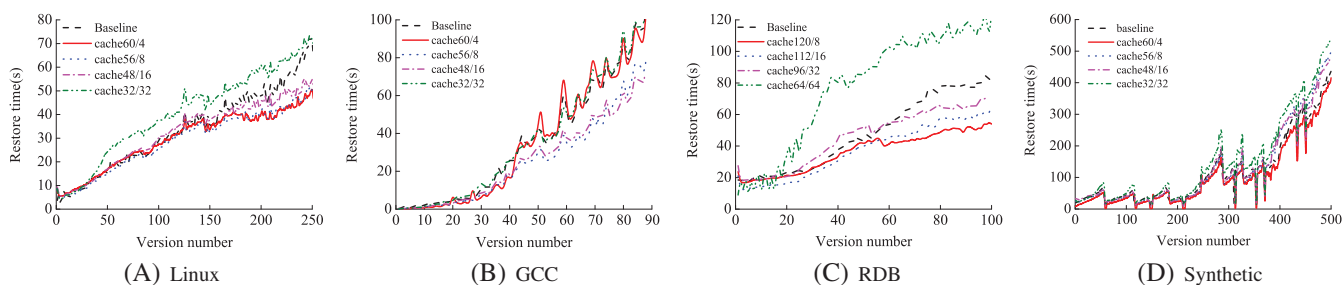 80
70
60
50
40
30
20
10
0
Restore time(s)
Baseline
cache60/4
cache56/8
cache48/16
cache32/32
0 50 100 150 200 250
Version number
(A) Linux
100
80
60
40
20
0
Restore time(s)
Baseline
cache60/4
cache56/8
cache48/16
cache32/32
0 10 20 30 40 50 60 70 80 90
Version number
(B) GCC
120
100
80
60
40
20
0
Restore time(s)
Baseline
cache120/8
cache112/16
cache96/32
cache64/64
0 20 40 60 80 100
Version number
(C) RDB
600
500
400
300
200
100
0
Restore time(s)
baseline
cache60/4
cache56/8
cache48/16
cache32/32
0 100 200 300 400 500
Version number
(D) Synthetic